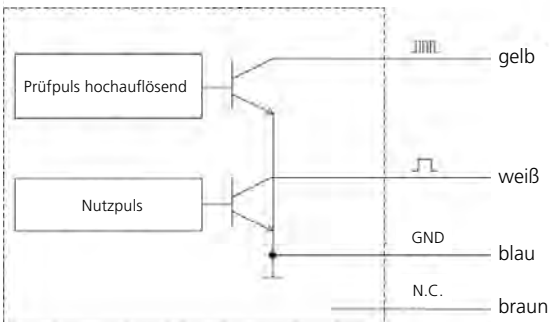 gelb
Prüfpuls hochauflösend
weiß
Nutzpuls
GND
blau
N.C.
braun